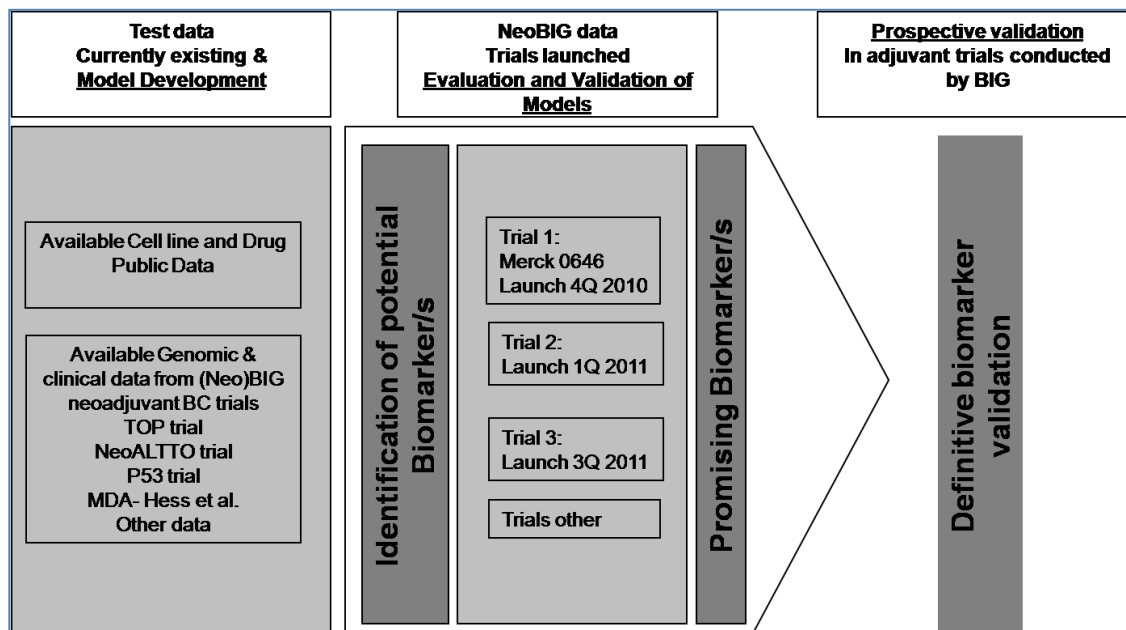 Test data
Currently existing &
Model Development
NeoBIG data
Trials launched
Evaluation and Validation of
Models
Prospective validation
In adjuvant trials conducted
by BIG
Available Cell line and Drug
Public Data
Available Genomic &
clinical data from (Neo)BIG
neoadjuvant BC trials
TOP trial
NeoALTTO trial
P53 trial
MDA- Hess et al.
Other data
Identification of potential
Biomarker/s
Trial 1:
Merck 0646
Launch 4Q 2010
Trial 2:
Launch 1Q 2011
Trial 3:
Launch 3Q 2011
Trials other
Promising Biomarker/s
Definitive biomarker
validation